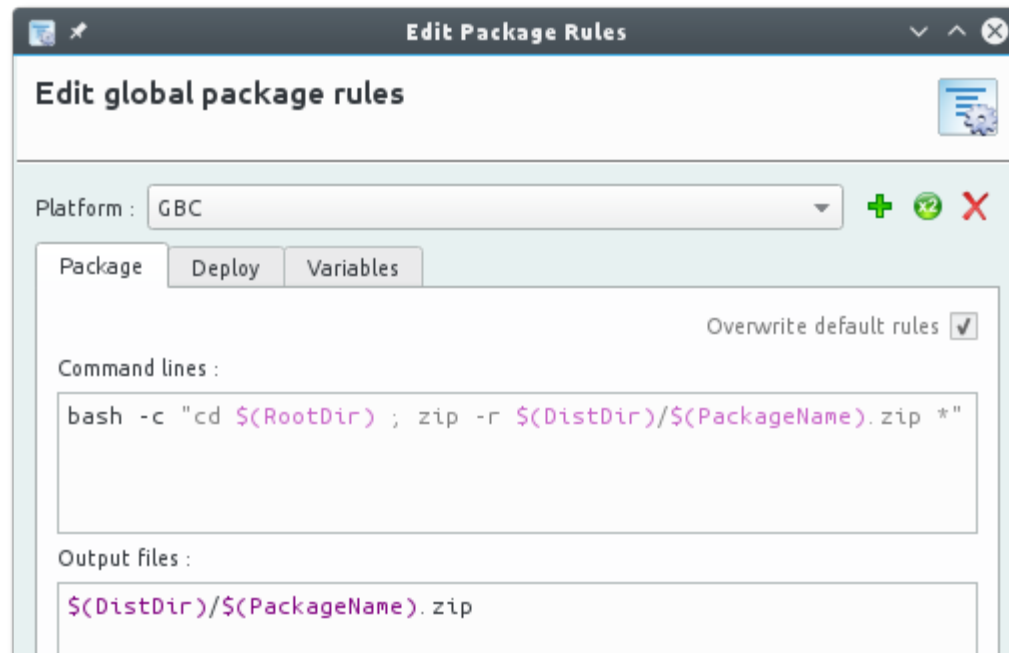 Edit Package Rules
Edit global package rules
Platform : GBC x2
Package Deploy Variables
Overwrite default rules
Command lines :
bash -c "cd $(RootDir) ; zip -r $(DistDir)/$(PackageName).zip *"
Output files :
$(DistDir)/$(PackageName).zip